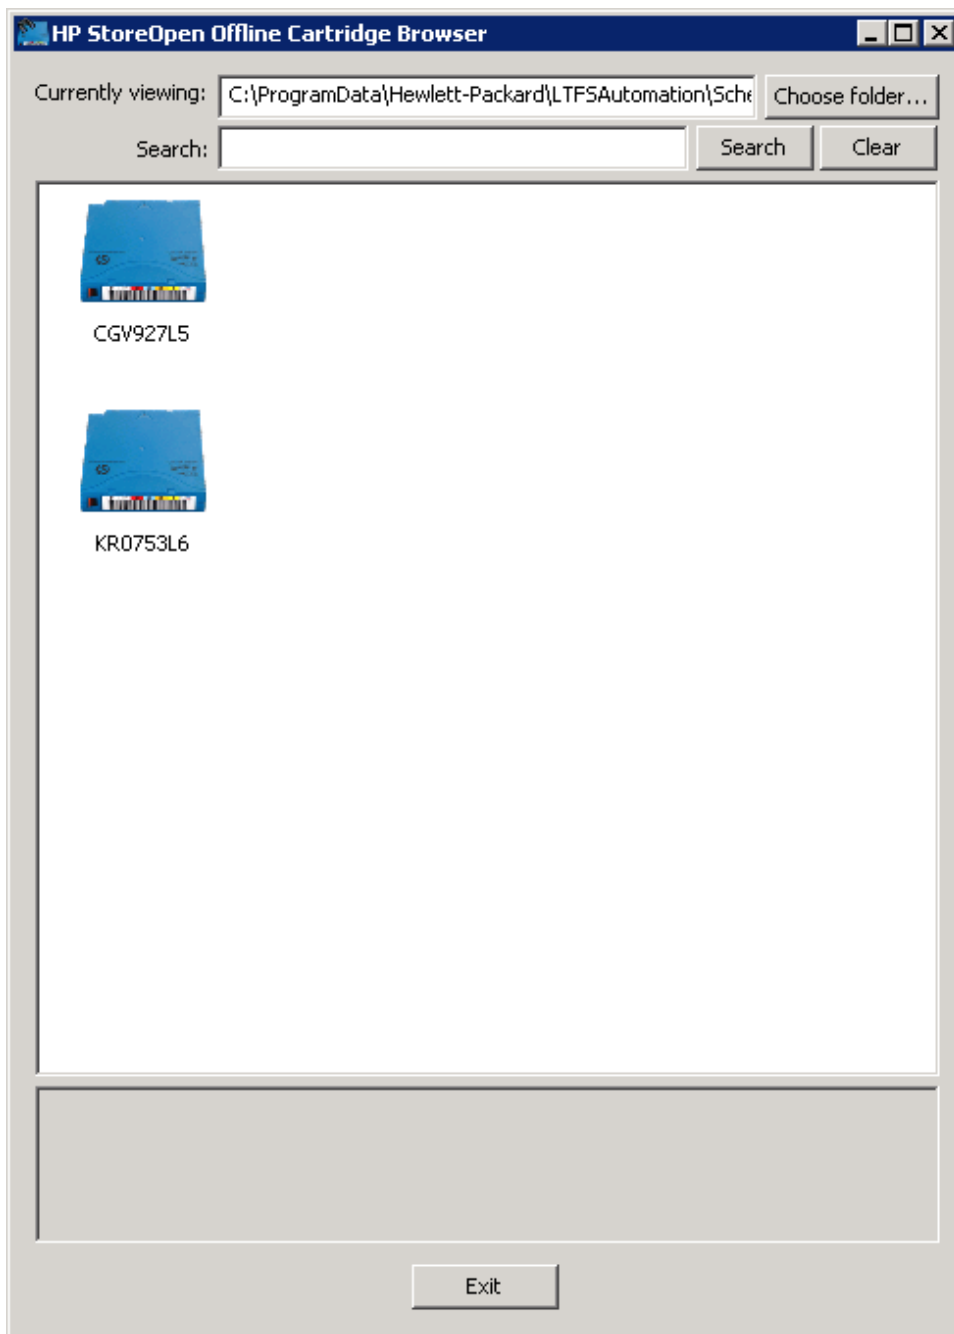 HP StoreOpen Offline Cartridge Browser
Currently viewing: C:\ProgramData\Hewlett-Packard\LTFSAutomation\Sche Choose folder...
Search: Search Clear
CGV927L5
KR0753L6
Exit